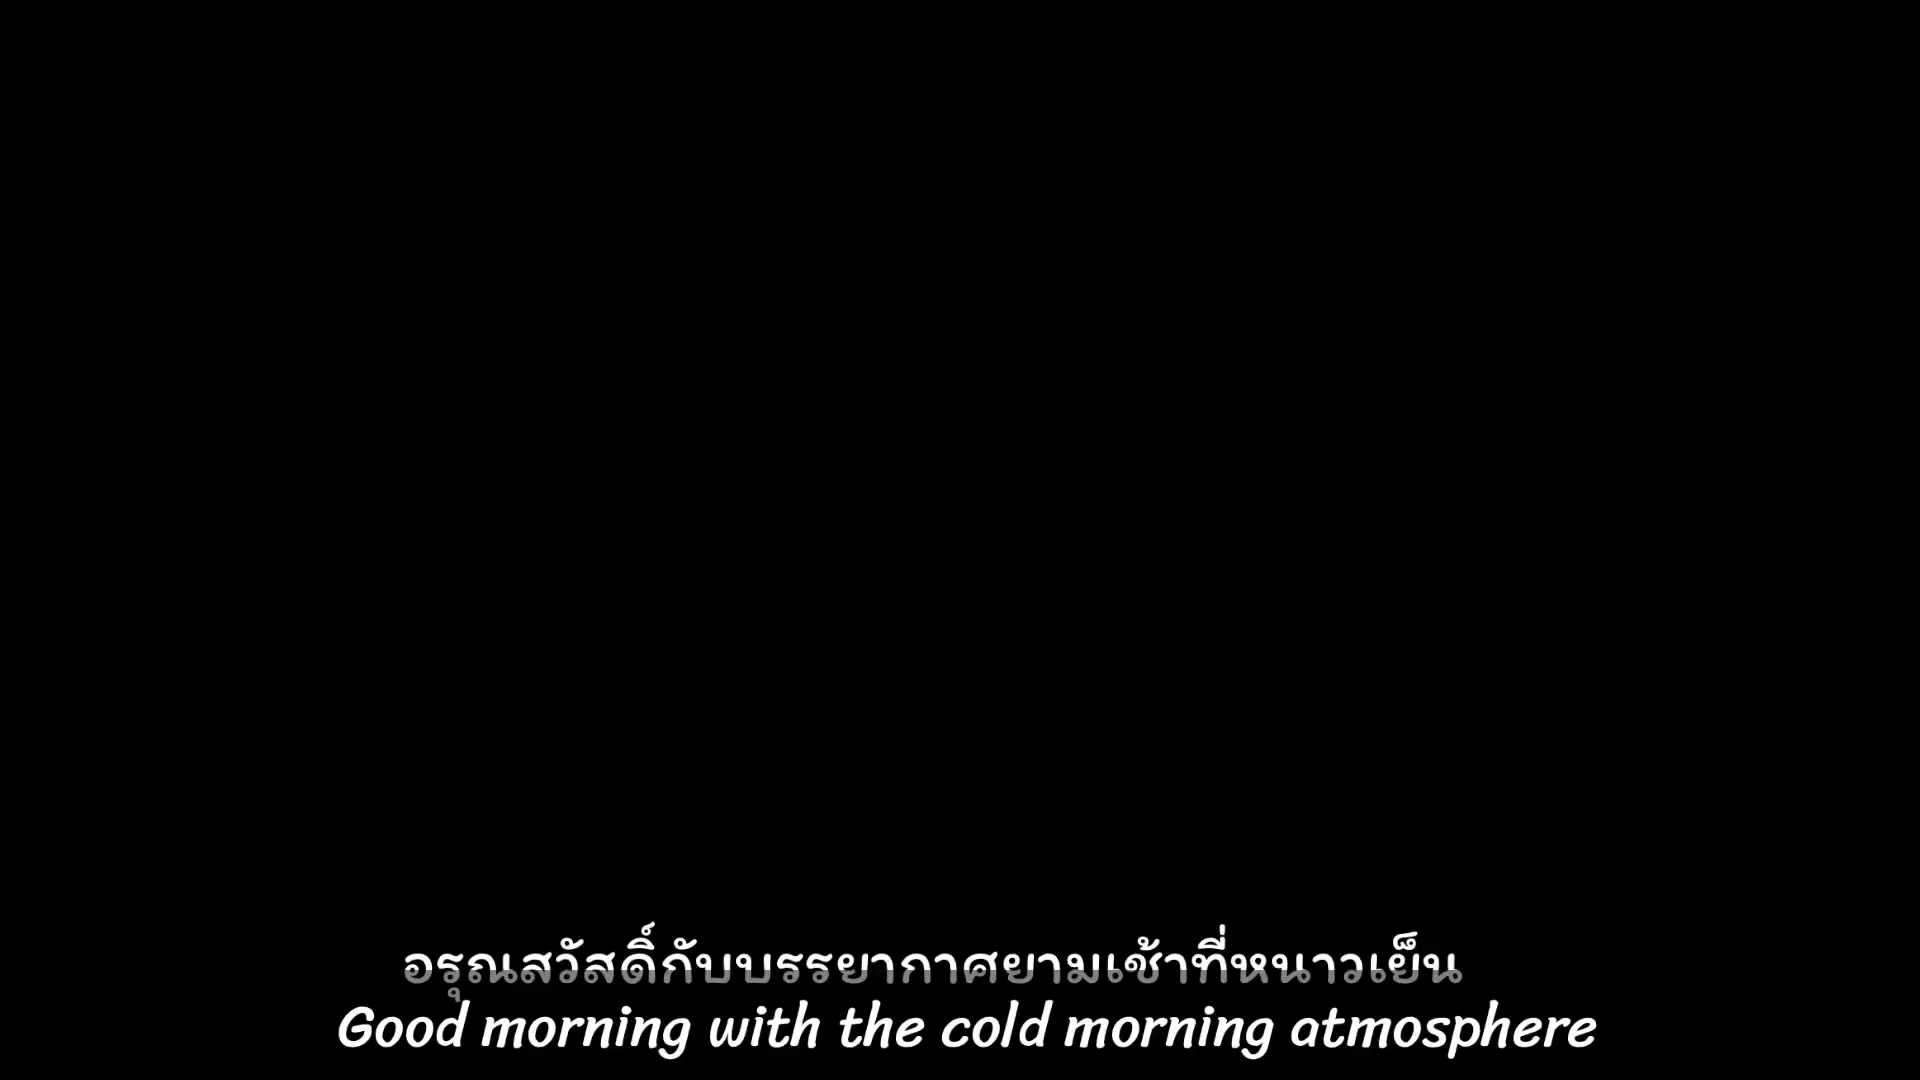 อรุณสวัสดิ์กับบรรยากาศยามเช้าที่หนาวเย็น
Good morning with the cold morning atmosphere